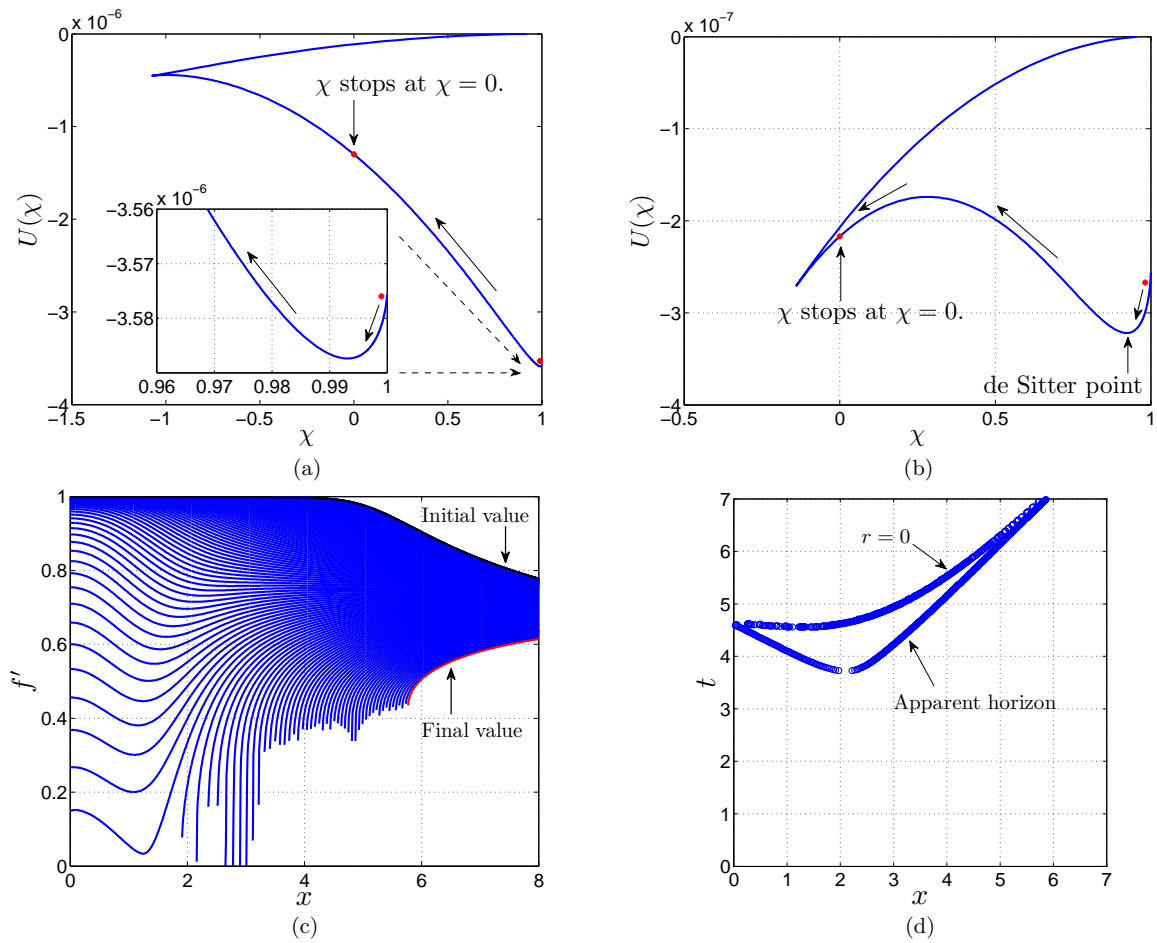 x 10⁻⁶
0
−1
−2
−3
−4
U(χ)
χ stops at χ = 0.
x 10⁻⁶
−3.56
−3.57
−3.58
0.96 0.97 0.98 0.99 1
−1.5 −1 −0.5 0 0.5 1
χ
(a)
x 10⁻⁷
0
−1
−2
−3
−4
U(χ)
χ stops at χ = 0.
de Sitter point
−0.5 0 0.5 1
χ
(b)
1
0.8
0.6
0.4
0.2
0
f′
Initial value
Final value
0 2 4 6 8
x
(c)
7
6
5
4
3
2
1
0
t
r = 0
Apparent horizon
0 1 2 3 4 5 6 7
x
(d)